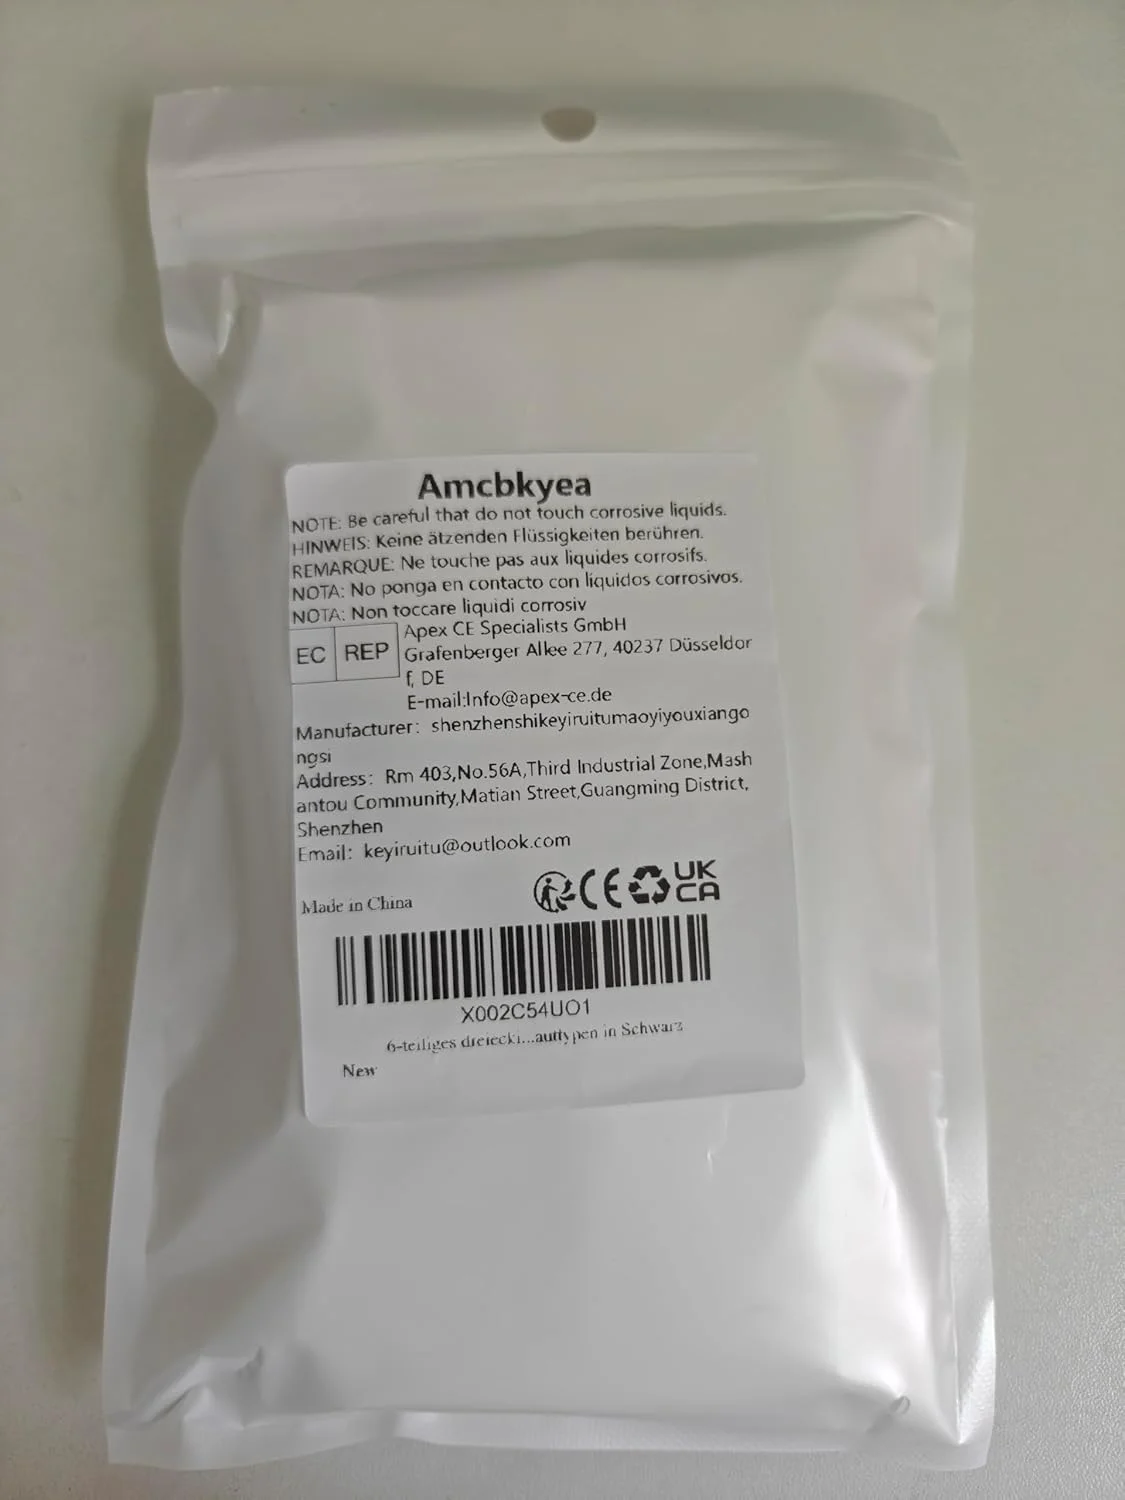 Amcbkyea
NOTE: Be careful that do not touch corrosive liquids.
HINWEIS: Keine ätzenden Flüssigkeiten berühren.
REMARQUE: Ne touche pas aux liquides corrosifs.
NOTA: No ponga en contacto con líquidos corrosivos.
NOTA: Non toccare liquidi corrosiv
EC REP
Apex CE Specialists GmbH
Grafenberger Allee 277, 40237 Düsseldor
f, DE
E-mail:Info@apex-ce.de
Manufacturer: shenzhenshikeyiruitumaoyiyouxiango
ngsi
Address: Rm 403,No.56A,Third Industrial Zone,Mash
antou Community,Matian Street,Guangming District,
Shenzhen
Email: keyiruitu@outlook.com
Made in China
CE
UK
CA
X002C54UO1
6-teiliges dreiecki...auttypen in Schwarz
New